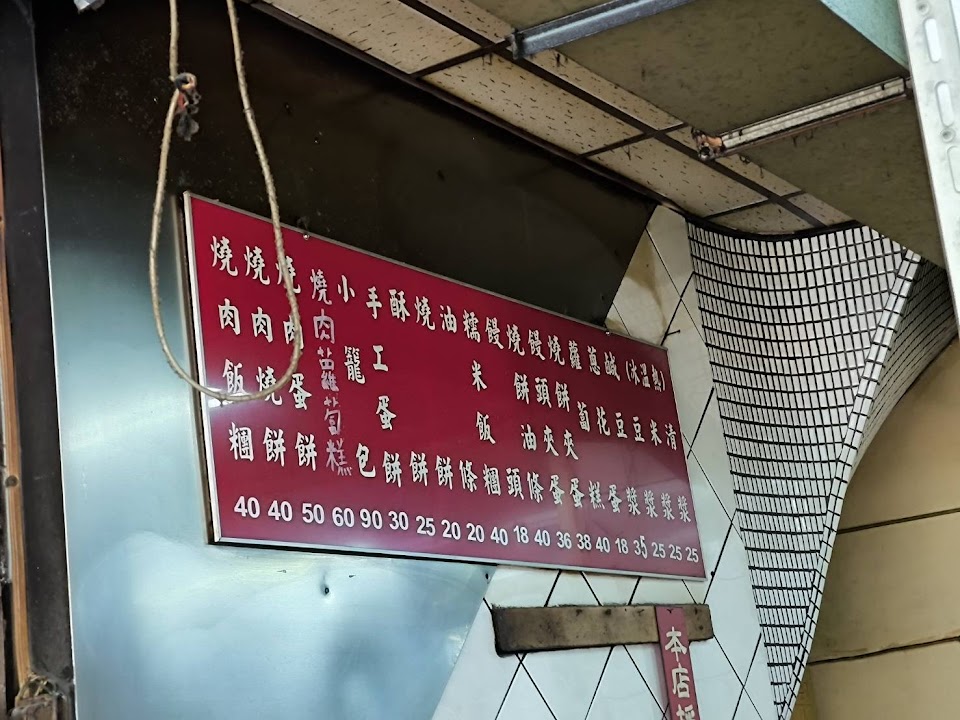 燒肉飯糰 40
燒肉燒餅 40
燒肉蛋餅 50
燒肉蘿蔔糕 60
小籠包 90
手工蛋餅 30
酥餅 25
燒餅 20
油條 20
糯米飯糰 40
饅頭 18
燒餅油條 40
饅頭夾蛋 36
燒餅夾蛋 38
蘿蔔糕 40
蔥花蛋 18
鹹豆漿 35
(冰溫熱)
豆漿 25
米漿 25
清漿 25
本店